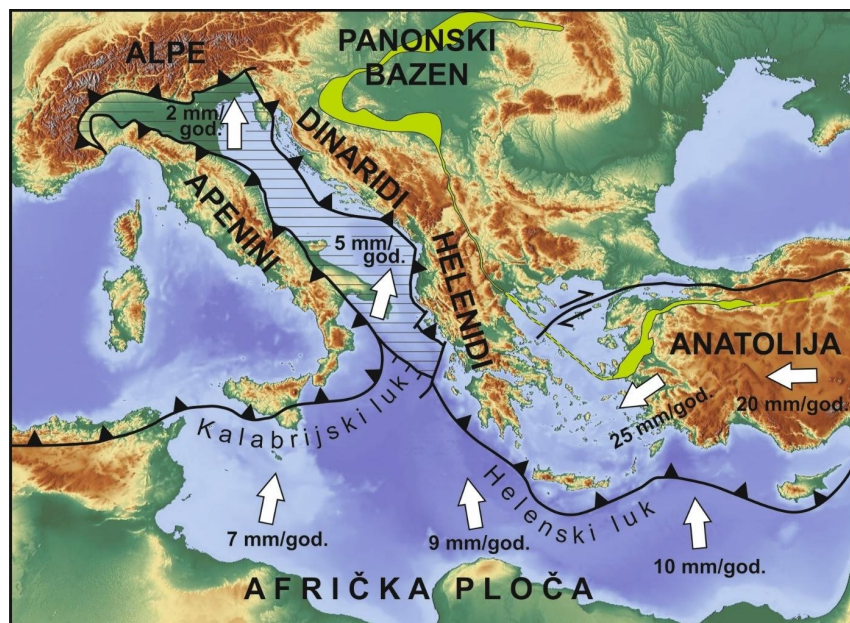 ALPE
PANONSKI
BAZEN
2 mm/
god.
DINARIDI
APENINI
5 mm/
god.
HELENIDI
ANATOLIJA
20 mm/god.
25 mm/god.
Kalabrijski luk
Helenski luk
7 mm/god.
9 mm/god.
10 mm/god.
AFRIČKA PLOČA